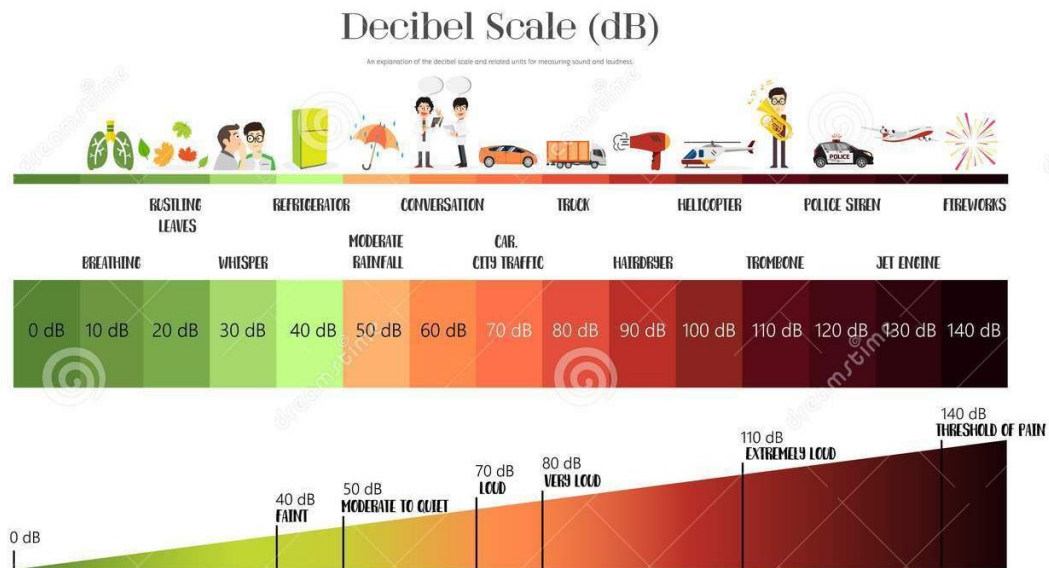 Decibel Scale (dB)
An explanation of the decibel scale and related units for measuring sound and loudness.
POLICE
RUSTLING
LEAVES
REFRIGERATOR
CONVERSATION
TRUCK
HELICOPTER
POLICE SIREN
FIREWORKS
BREATHING
WHISPER
MODERATE
RAINFALL
CAR.
CITY TRAFFIC
HAIRDRYER
TROMBONE
JET ENGINE
0 dB 10 dB 20 dB 30 dB 40 dB 50 dB 60 dB 70 dB 80 dB 90 dB 100 dB 110 dB 120 dB 130 dB 140 dB
0 dB
40 dB
FAINT
50 dB
MODERATE TO QUIET
70 dB
LOUD
80 dB
VERY LOUD
110 dB
EXTREMELY LOUD
140 dB
THRESHOLD OF PAIN
dreamstime
dreamstime
dreamstime
dreamstime